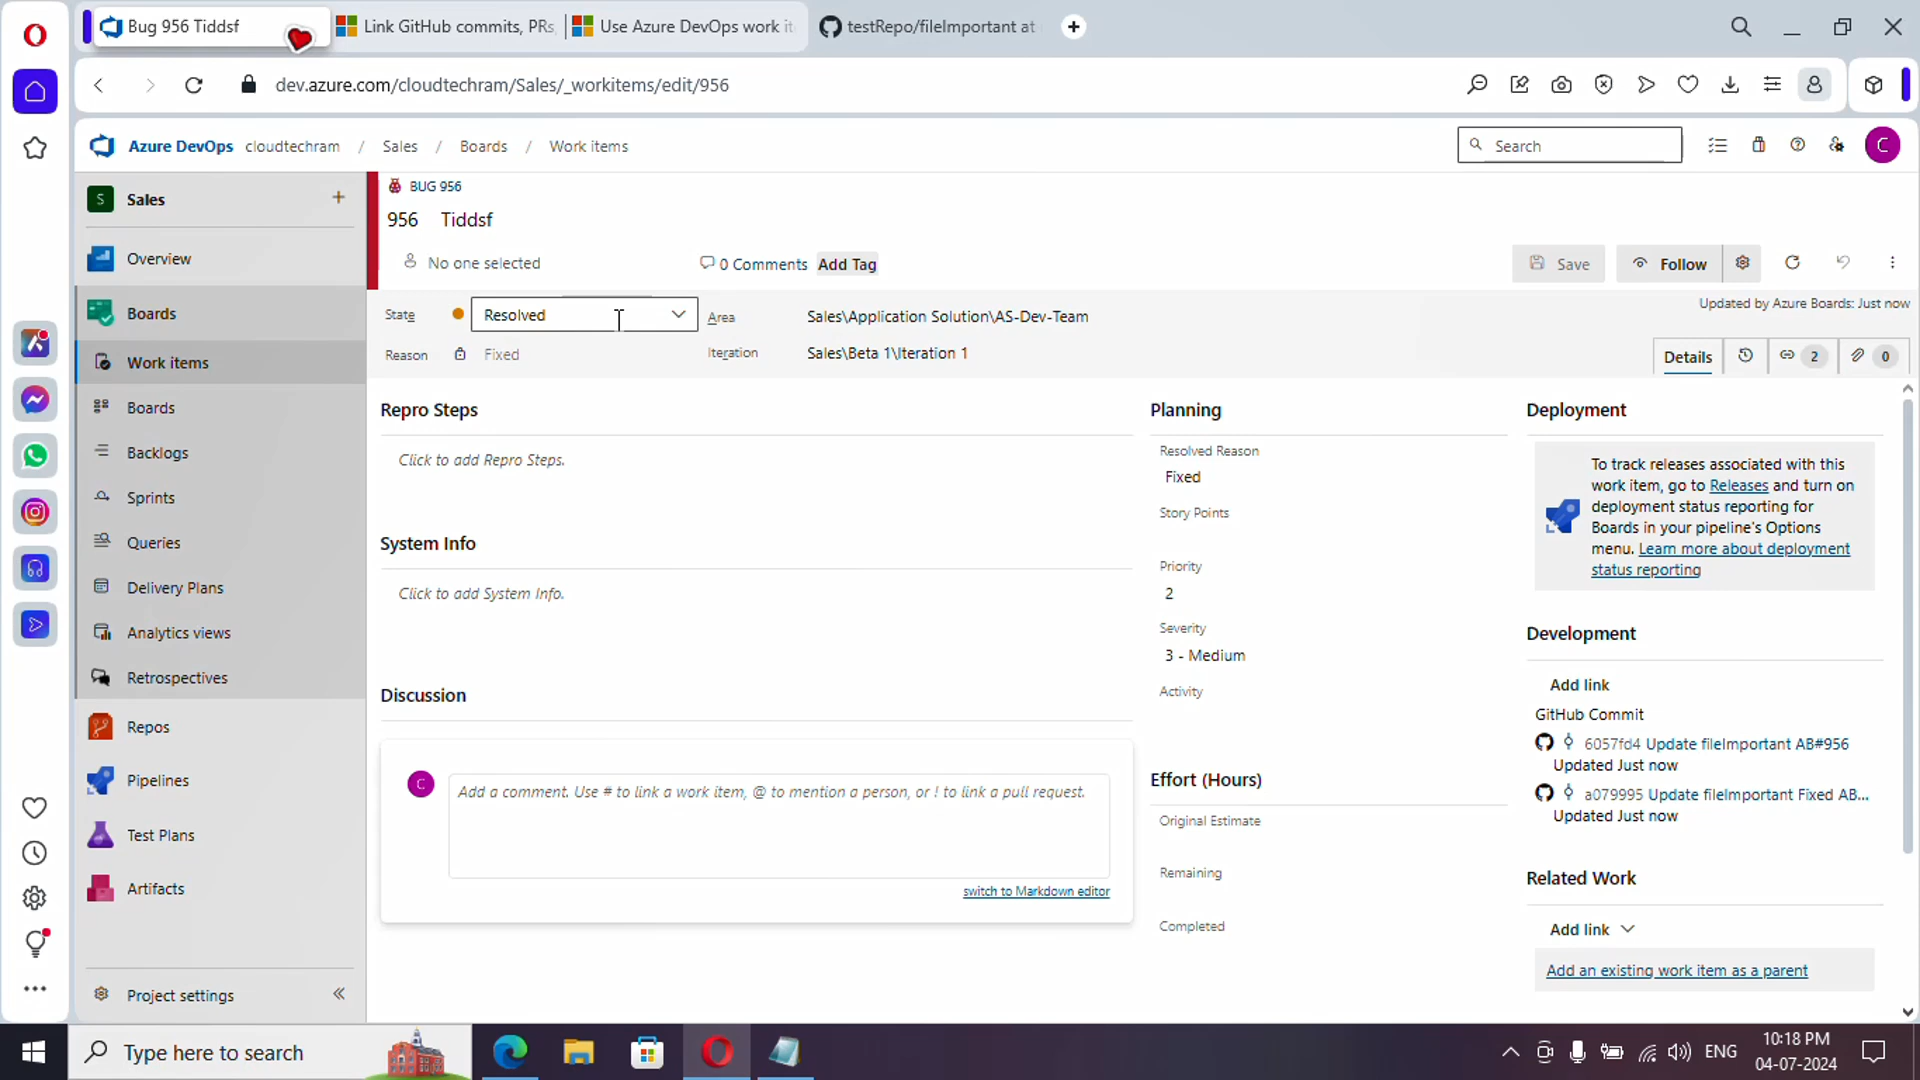 Bug 956 Tiddsf
Link GitHub commits, PRs,
Use Azure DevOps work it
testRepo/fileImportant at
dev.azure.com/cloudtechram/Sales/_workitems/edit/956
Azure DevOps cloudtechram / Sales / Boards / Work items
Search
C
S Sales
Overview
Boards
Work items
Boards
Backlogs
Sprints
Queries
Delivery Plans
Analytics views
Retrospectives
Repos
Pipelines
Test Plans
Artifacts
Project settings
BUG 956
956 Tiddsf
No one selected
0 Comments
Add Tag
Save
Follow
State Resolved
Area Sales\Application Solution\AS-Dev-Team
Updated by Azure Boards: Just now
Reason Fixed
Iteration Sales\Beta 1\Iteration 1
Details
2
0
Repro Steps
Click to add Repro Steps.
System Info
Click to add System Info.
Discussion
C
Add a comment. Use # to link a work item, @ to mention a person, or ! to link a pull request.
switch to Markdown editor
Planning
Resolved Reason
Fixed
Story Points
Priority
2
Severity
3 - Medium
Activity
Effort (Hours)
Original Estimate
Remaining
Completed
Deployment
To track releases associated with this
work item, go to Releases and turn on
deployment status reporting for
Boards in your pipeline's Options
menu. Learn more about deployment
status reporting
Development
Add link
GitHub Commit
6057fd4 Update fileImportant AB#956
Updated Just now
a079995 Update fileImportant Fixed AB...
Updated Just now
Related Work
Add link
Add an existing work item as a parent
Type here to search
ENG
10:18 PM
04-07-2024